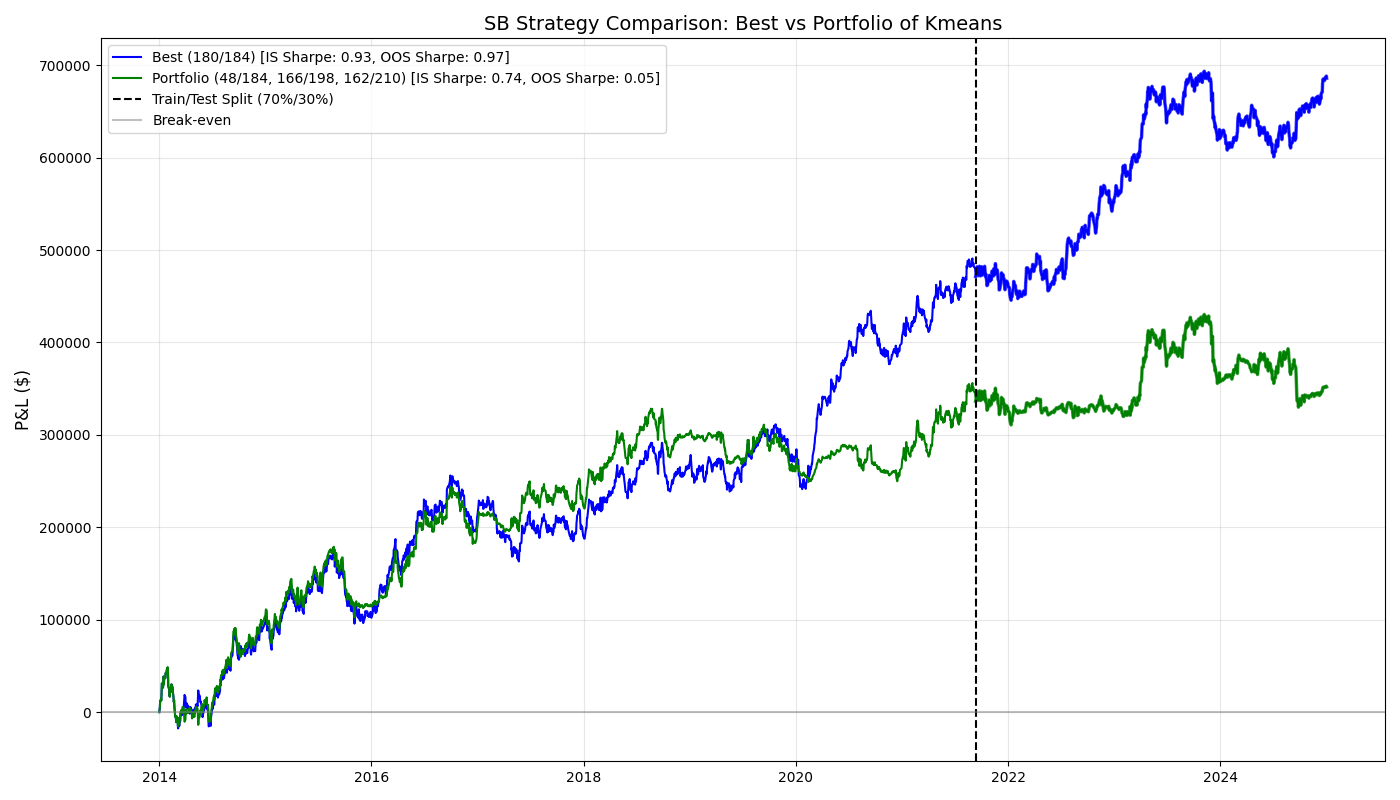 SB Strategy Comparison: Best vs Portfolio of Kmeans
Best (180/184) [IS Sharpe: 0.93, OOS Sharpe: 0.97]
Portfolio (48/184, 166/198, 162/210) [IS Sharpe: 0.74, OOS Sharpe: 0.05]
Train/Test Split (70%/30%)
Break-even
P&L ($)
700000
600000
500000
400000
300000
200000
100000
0
2014
2016
2018
2020
2022
2024